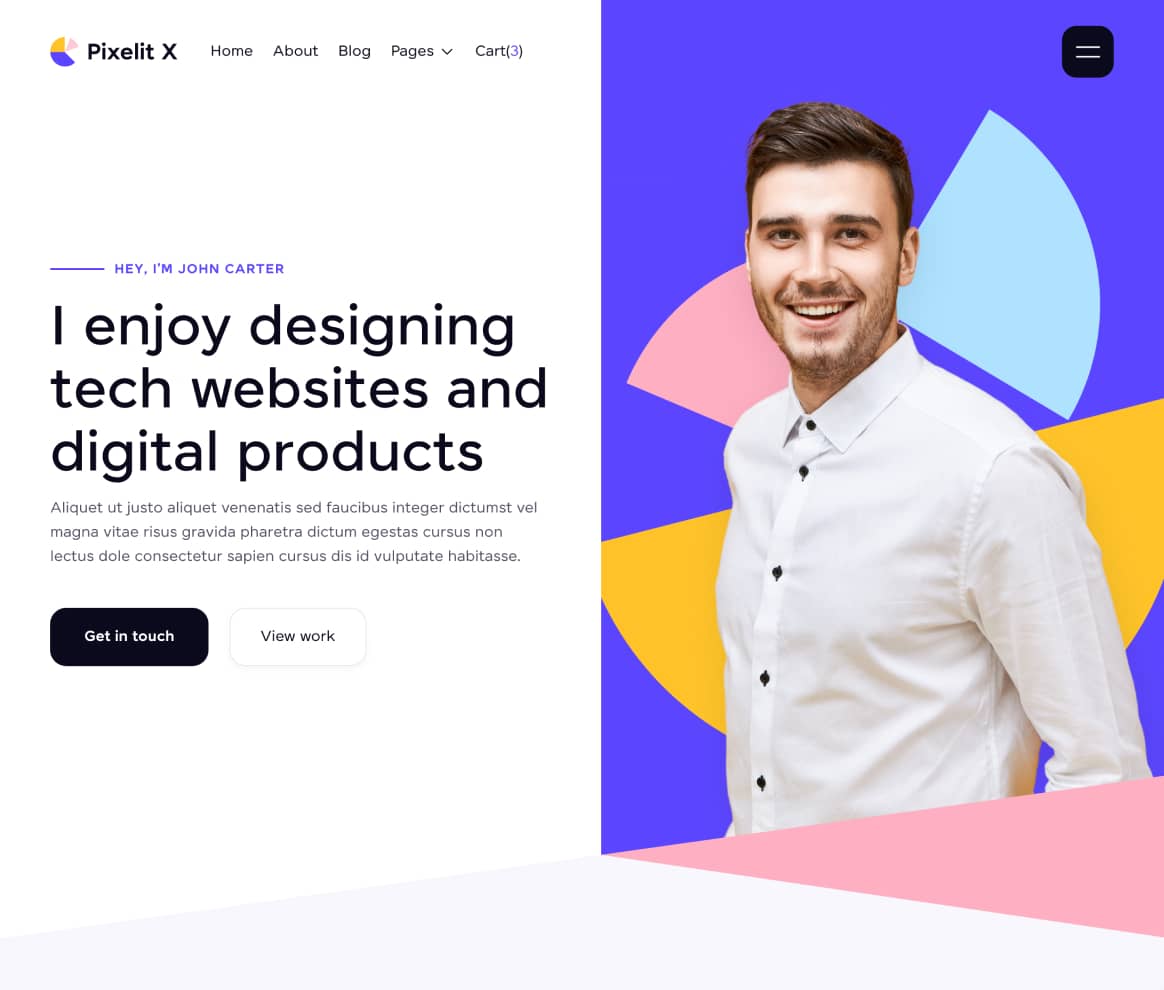 Pixelit X Home About Blog Pages Cart(3)
HEY, I'M JOHN CARTER
I enjoy designing
tech websites and
digital products
Aliquet ut justo aliquet venenatis sed faucibus integer dictumst vel
magna vitae risus gravida pharetra dictum egestas cursus non
lectus dole consectetur sapien cursus dis id vulputate habitasse.
Get in touch View work